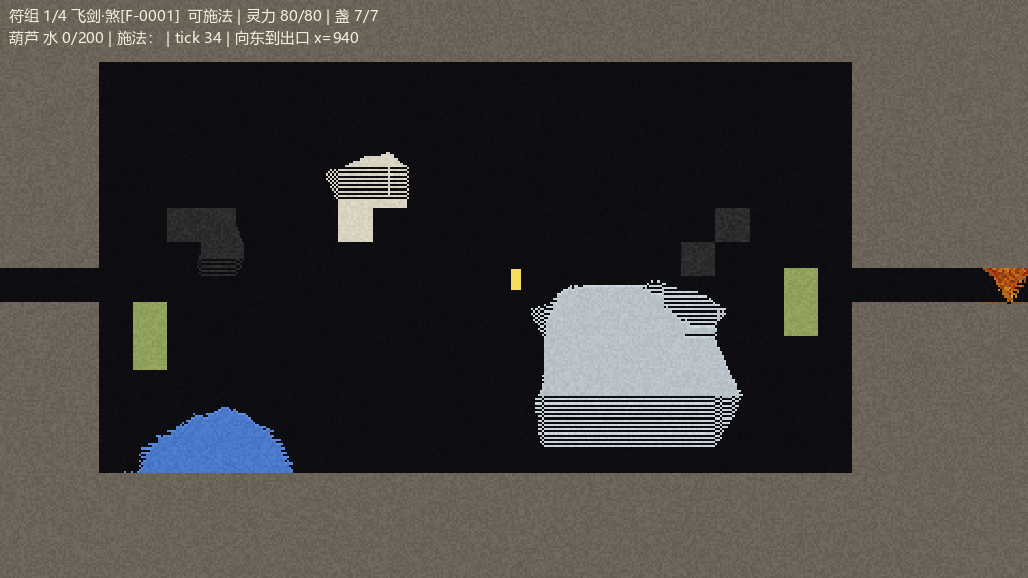 符组 1/4 飞剑·煞[F-0001]  可施法 | 灵力 80/80 | 盏 7/7
葫芦 水 0/200 | 施法： | tick 34 | 向东到出口 x=940